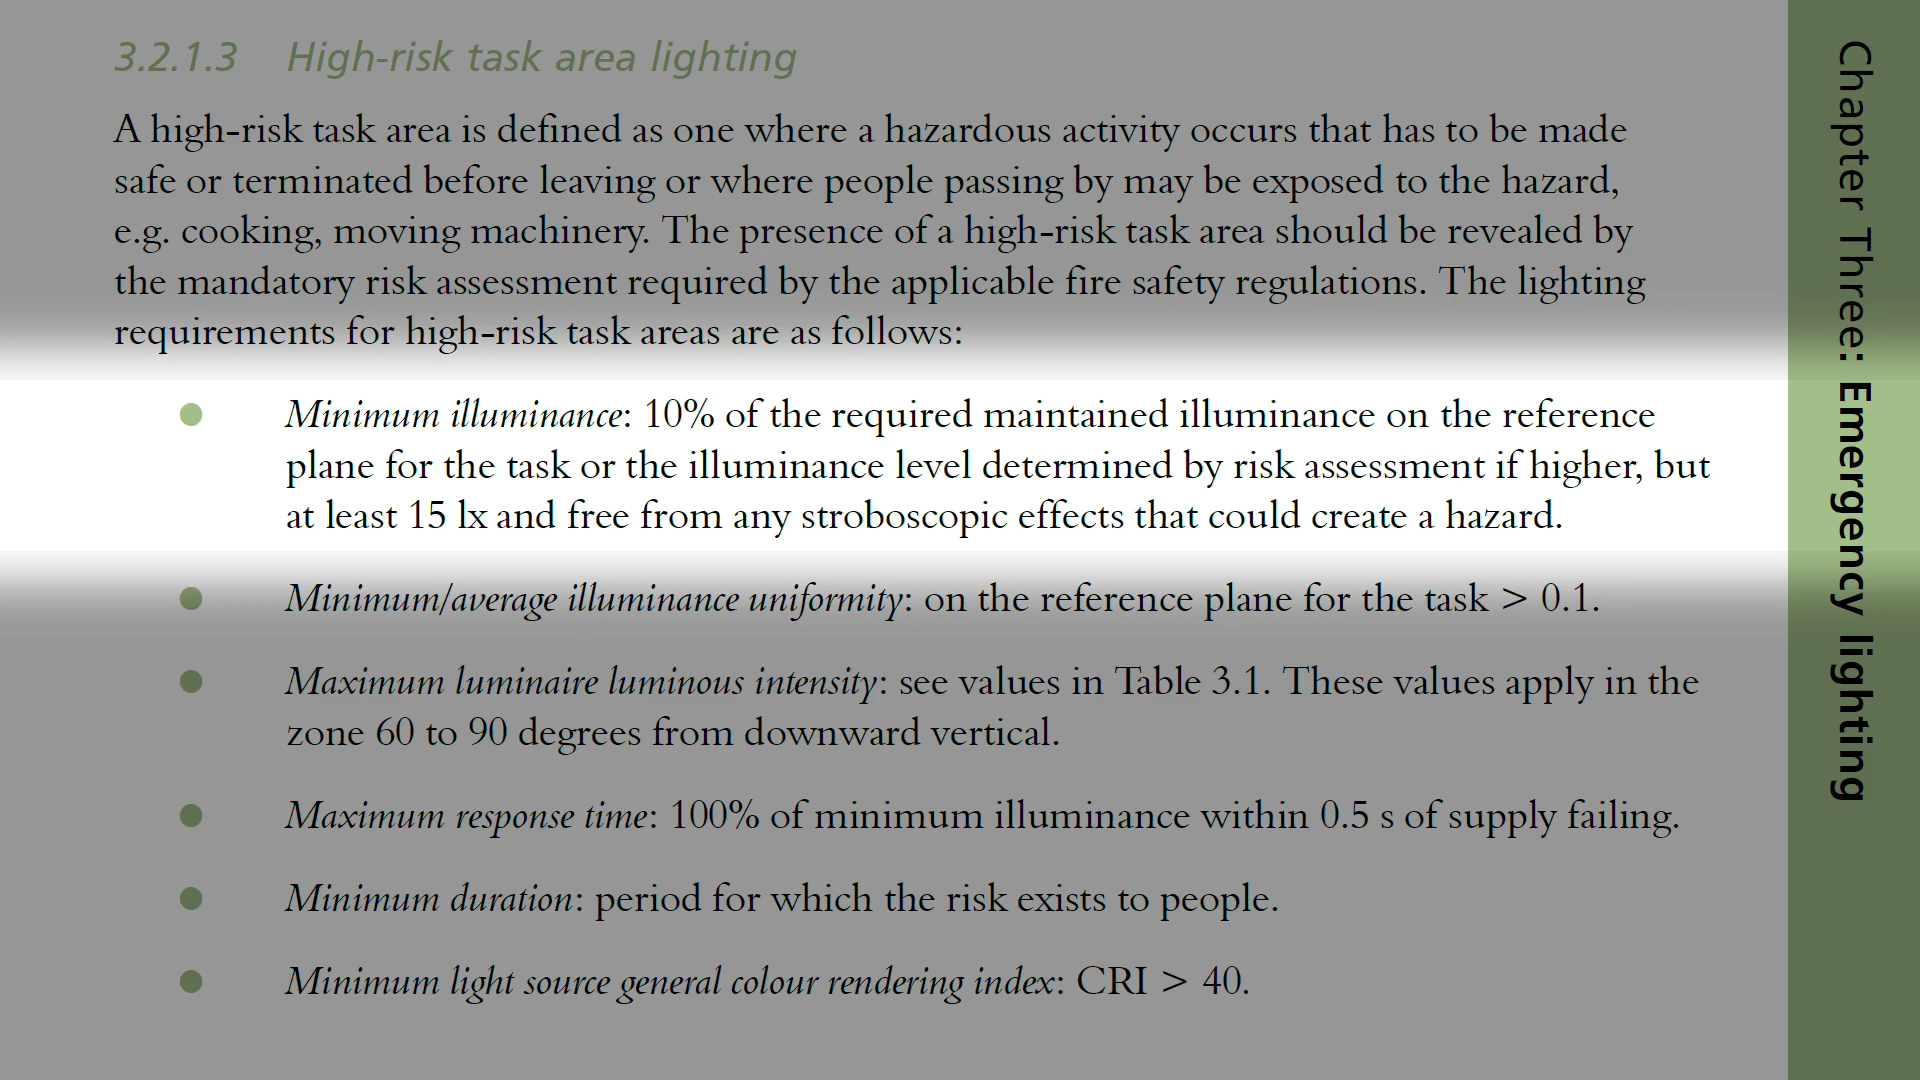 3.2.1.3 High-risk task area lighting
A high-risk task area is defined as one where a hazardous activity occurs that has to be made
safe or terminated before leaving or where people passing by may be exposed to the hazard,
e.g. cooking, moving machinery. The presence of a high-risk task area should be revealed by
the mandatory risk assessment required by the applicable fire safety regulations. The lighting
requirements for high-risk task areas are as follows:
● Minimum illuminance: 10% of the required maintained illuminance on the reference
plane for the task or the illuminance level determined by risk assessment if higher, but
at least 15 lx and free from any stroboscopic effects that could create a hazard.
● Minimum/average illuminance uniformity: on the reference plane for the task > 0.1.
● Maximum luminaire luminous intensity: see values in Table 3.1. These values apply in the
zone 60 to 90 degrees from downward vertical.
● Maximum response time: 100% of minimum illuminance within 0.5 s of supply failing.
● Minimum duration: period for which the risk exists to people.
● Minimum light source general colour rendering index: CRI > 40.
Chapter Three: Emergency lighting